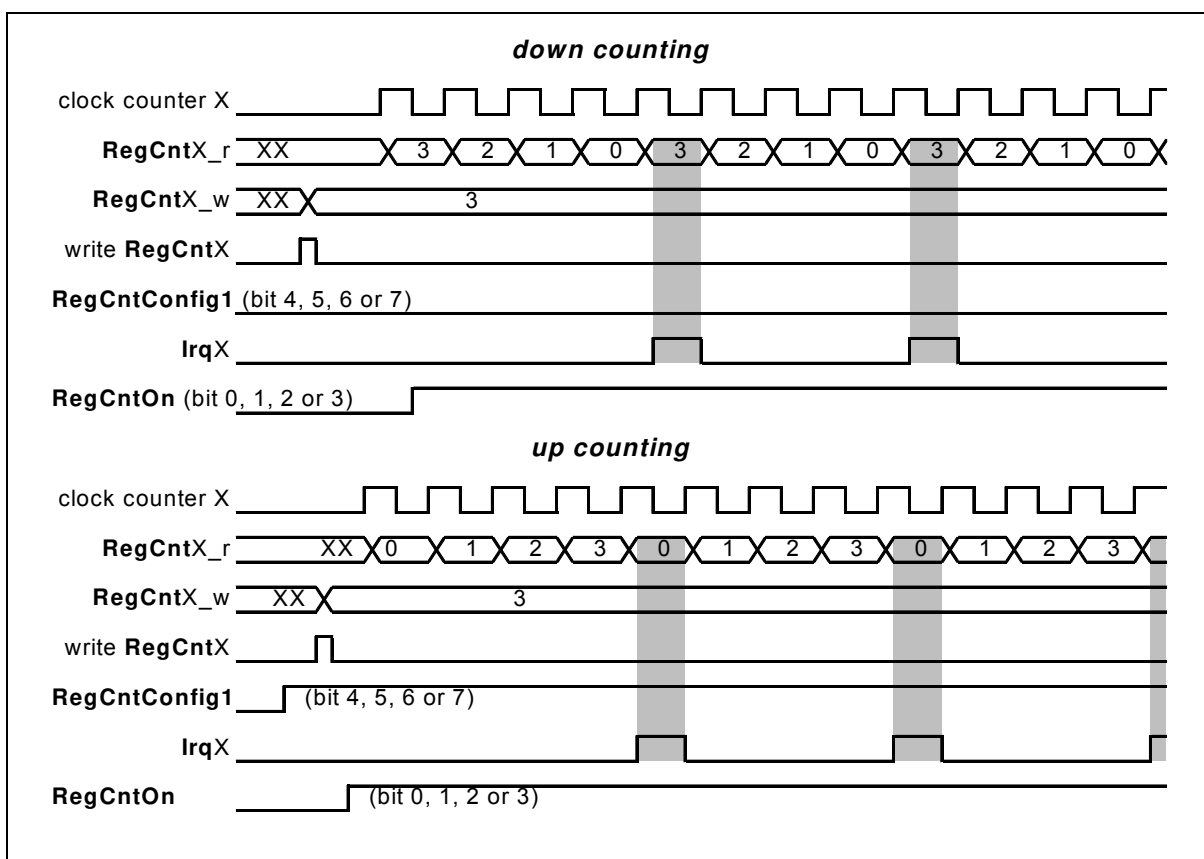 down counting
clock counter X
RegCntX_r XX 3 2 1 0 3 2 1 0 3 2 1 0
RegCntX_w XX 3
write RegCntX
RegCntConfig1 (bit 4, 5, 6 or 7)
IrqX
RegCntOn (bit 0, 1, 2 or 3)
up counting
clock counter X
RegCntX_r XX 0 1 2 3 0 1 2 3 0 1 2 3
RegCntX_w XX 3
write RegCntX
RegCntConfig1 (bit 4, 5, 6 or 7)
IrqX
RegCntOn (bit 0, 1, 2 or 3)